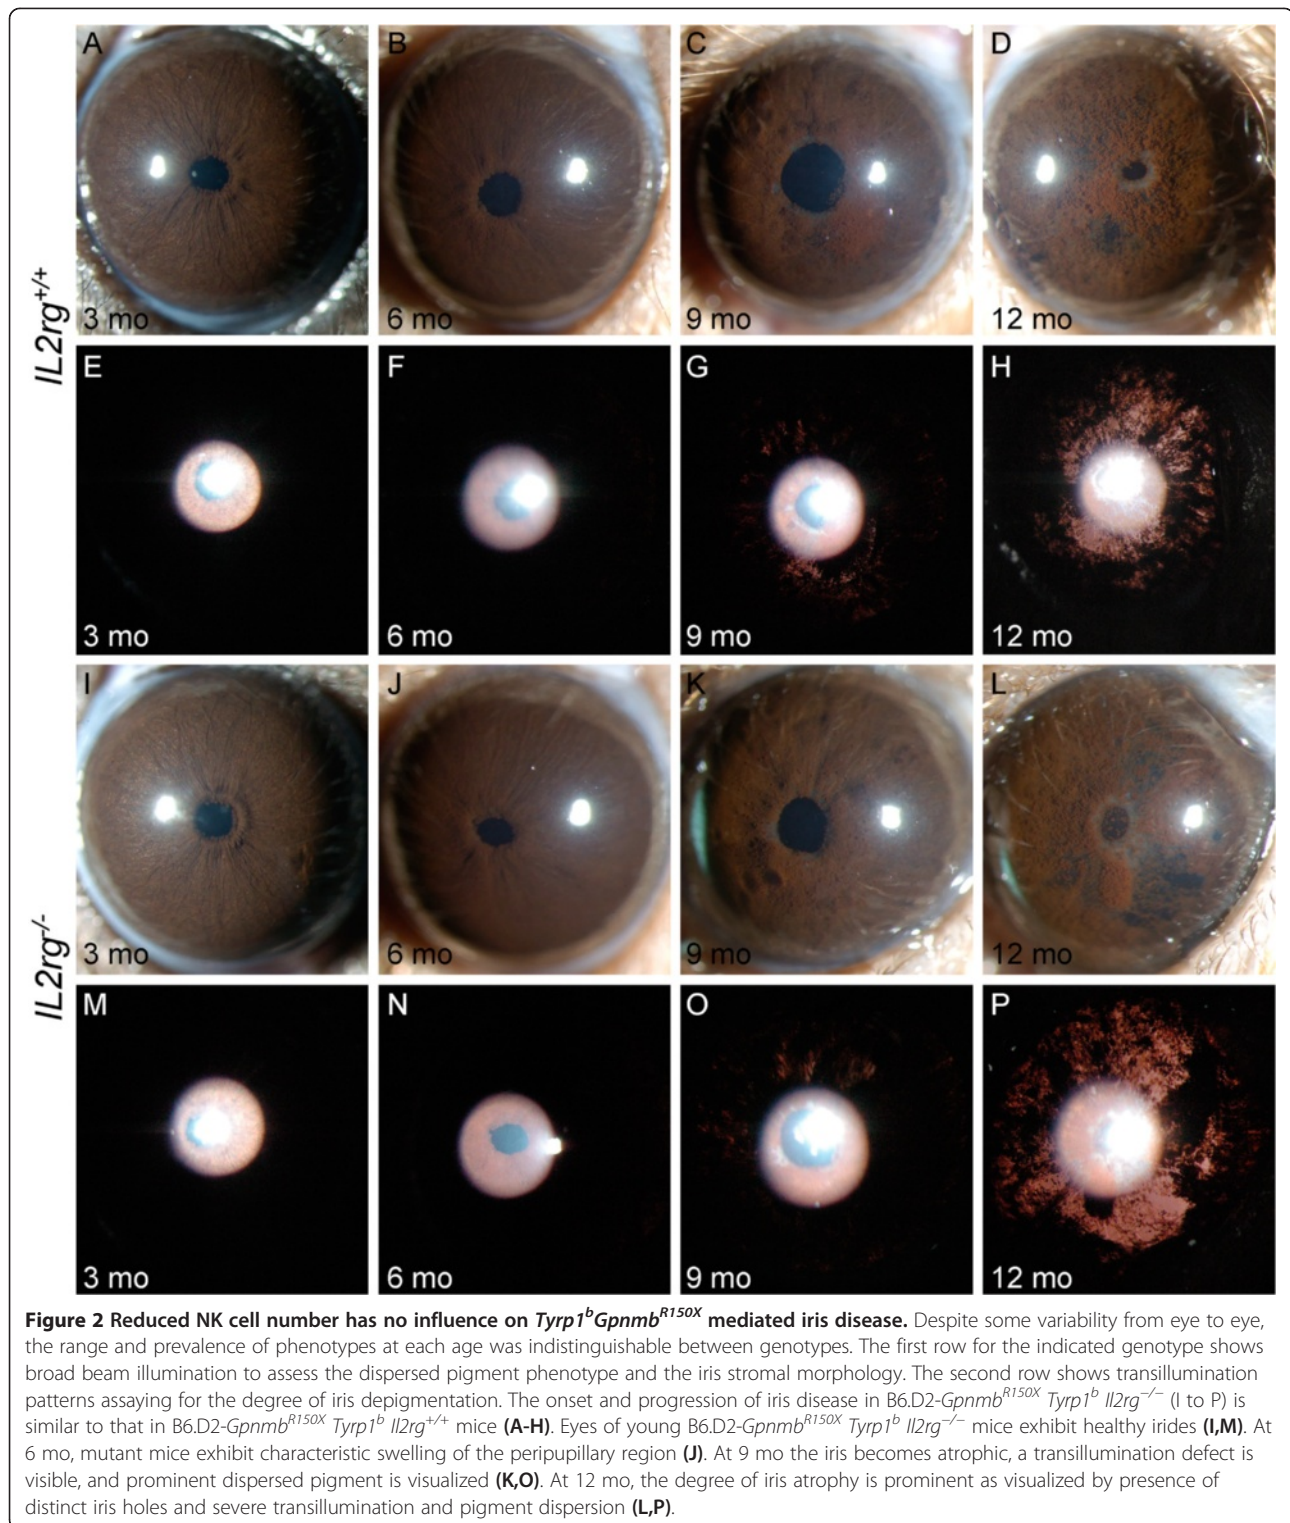 A B C D
IL2rg+/+
3 mo 6 mo 9 mo 12 mo
E F G H
3 mo 6 mo 9 mo 12 mo
I J K L
IL2rg-/-
3 mo 6 mo 9 mo 12 mo
M N O P
3 mo 6 mo 9 mo 12 mo
Figure 2 Reduced NK cell number has no influence on Tyrp1bGpnmbR150X mediated iris disease. Despite some variability from eye to eye,
the range and prevalence of phenotypes at each age was indistinguishable between genotypes. The first row for the indicated genotype shows
broad beam illumination to assess the dispersed pigment phenotype and the iris stromal morphology. The second row shows transillumination
patterns assaying for the degree of iris depigmentation. The onset and progression of iris disease in B6.D2-GpnmbR150X Tyrp1b Il2rg−/− (I to P) is
similar to that in B6.D2-GpnmbR150X Tyrp1b Il2rg+/+ mice (A-H). Eyes of young B6.D2-GpnmbR150X Tyrp1b Il2rg−/− mice exhibit healthy irides (I,M). At
6 mo, mutant mice exhibit characteristic swelling of the peripupillary region (J). At 9 mo the iris becomes atrophic, a transillumination defect is
visible, and prominent dispersed pigment is visualized (K,O). At 12 mo, the degree of iris atrophy is prominent as visualized by presence of
distinct iris holes and severe transillumination and pigment dispersion (L,P).